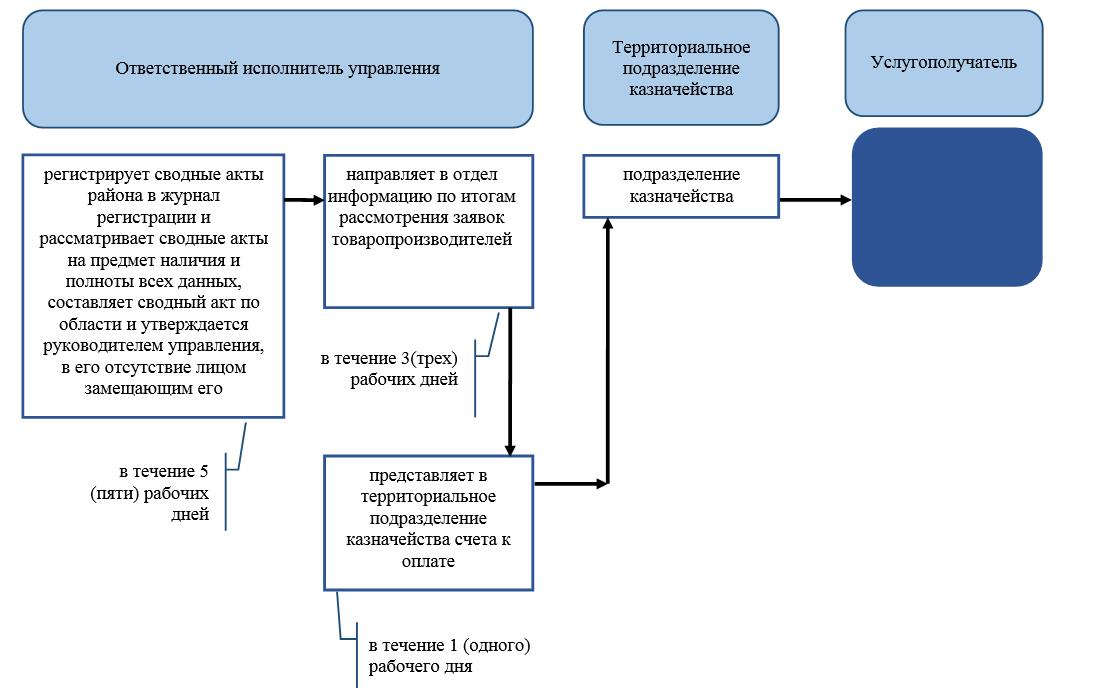 Ответственный исполнитель управления
Территориальное
подразделение
казначейства
Услугополучатель
регистрирует сводные акты
района в журнал
регистрации и
рассматривает сводные акты
на предмет наличия и
полноты всех данных,
составляет сводный акт по
области и утверждается
руководителем управления,
в его отсутствие лицом
замещающим его
направляет в отдел
информацию по итогам
рассмотрения заявок
товаропроизводителей
подразделение
казначейства
в течение 3(трех)
рабочих дней
в течение 5
(пяти) рабочих
дней
представляет в
территориальное
подразделение
казначейства счета к
оплате
в течение 1 (одного)
рабочего дня